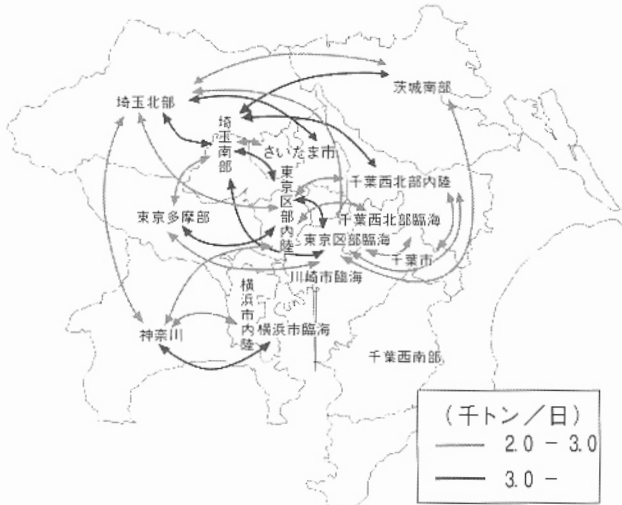 茨城南部
埼玉北部
埼玉南部
さいたま市
東京区部内陸
千葉西北部内陸
東京多摩部
千葉西北部臨海
東京区部臨海
千葉市
川崎市臨海
横浜市内陸
神奈川
横浜市臨海
千葉西南部
(千トン/日)
2.0 - 3.0
3.0 -